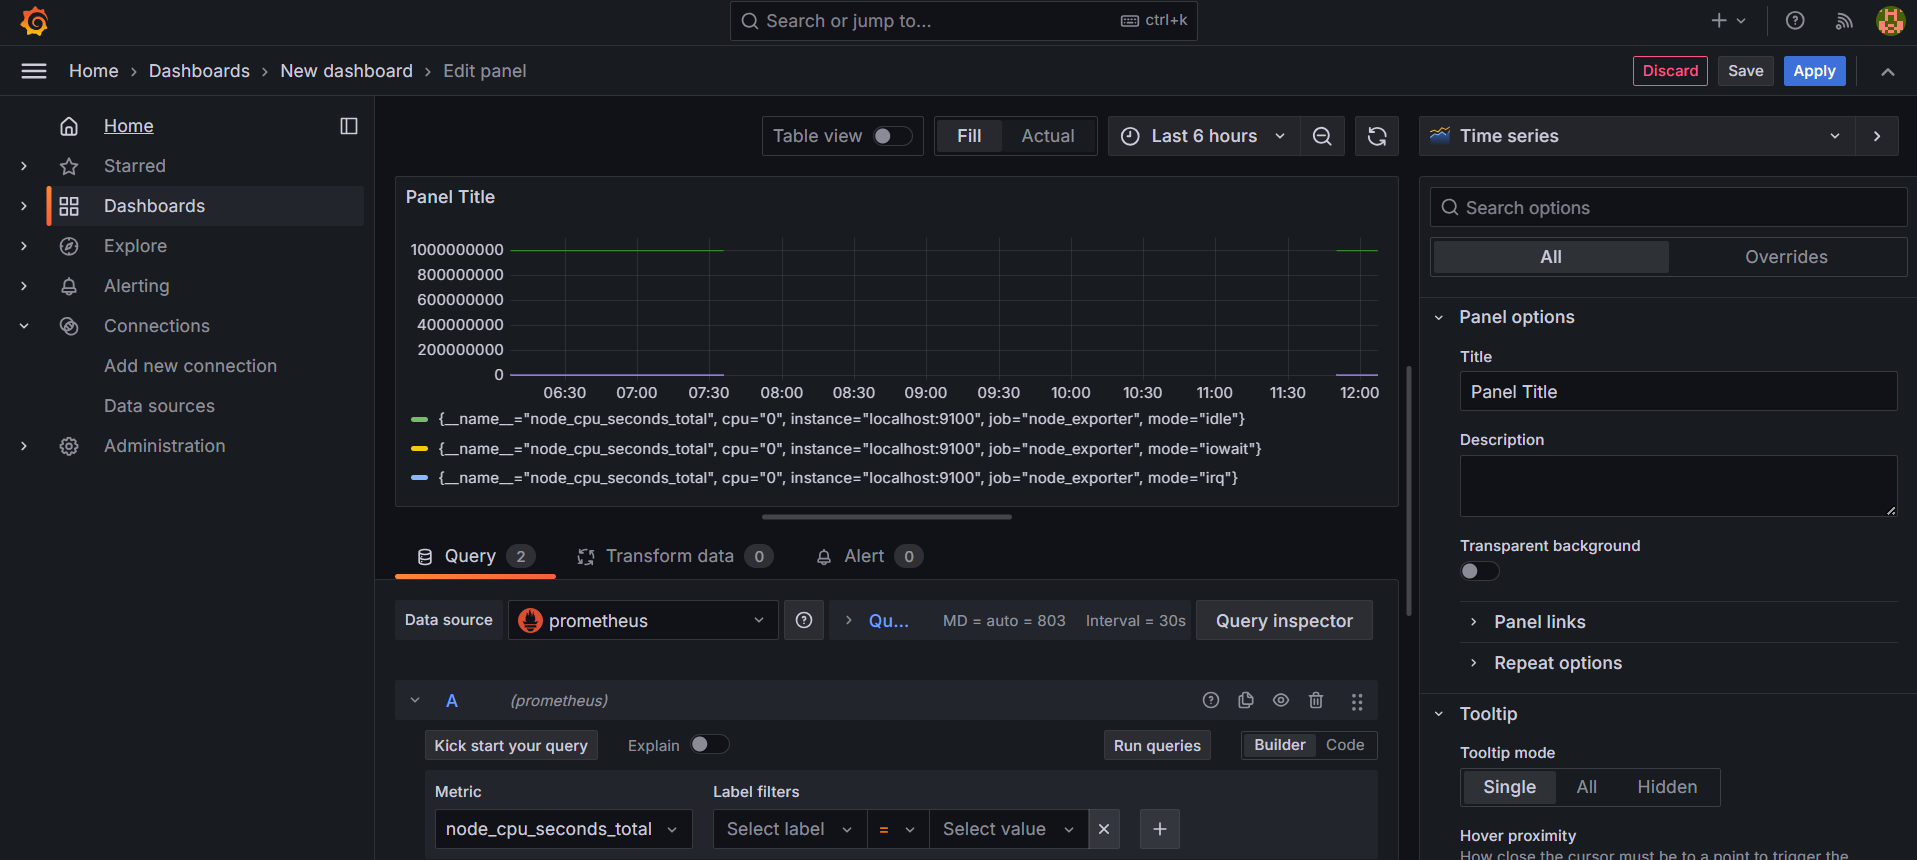 Search or jump to...
ctrl+k
Home › Dashboards › New dashboard › Edit panel
Discard
Save
Apply
Home
Starred
Dashboards
Explore
Alerting
Connections
Add new connection
Data sources
Administration
Table view
Fill
Actual
Last 6 hours
Panel Title
1000000000
800000000
600000000
400000000
200000000
0
06:30 07:00 07:30 08:00 08:30 09:00 09:30 10:00 10:30 11:00 11:30 12:00
{__name__="node_cpu_seconds_total", cpu="0", instance="localhost:9100", job="node_exporter", mode="idle"}
{__name__="node_cpu_seconds_total", cpu="0", instance="localhost:9100", job="node_exporter", mode="iowait"}
{__name__="node_cpu_seconds_total", cpu="0", instance="localhost:9100", job="node_exporter", mode="irq"}
Query 2
Transform data 0
Alert 0
Data source
prometheus
Qu...
MD = auto = 803
Interval = 30s
Query inspector
A
(prometheus)
Kick start your query
Explain
Run queries
Builder
Code
Metric
Label filters
node_cpu_seconds_total
Select label
=
Select value
Time series
Search options
All
Overrides
Panel options
Title
Panel Title
Description
Transparent background
Panel links
Repeat options
Tooltip
Tooltip mode
Single
All
Hidden
Hover proximity
How close the cursor must be to a point to trigger the